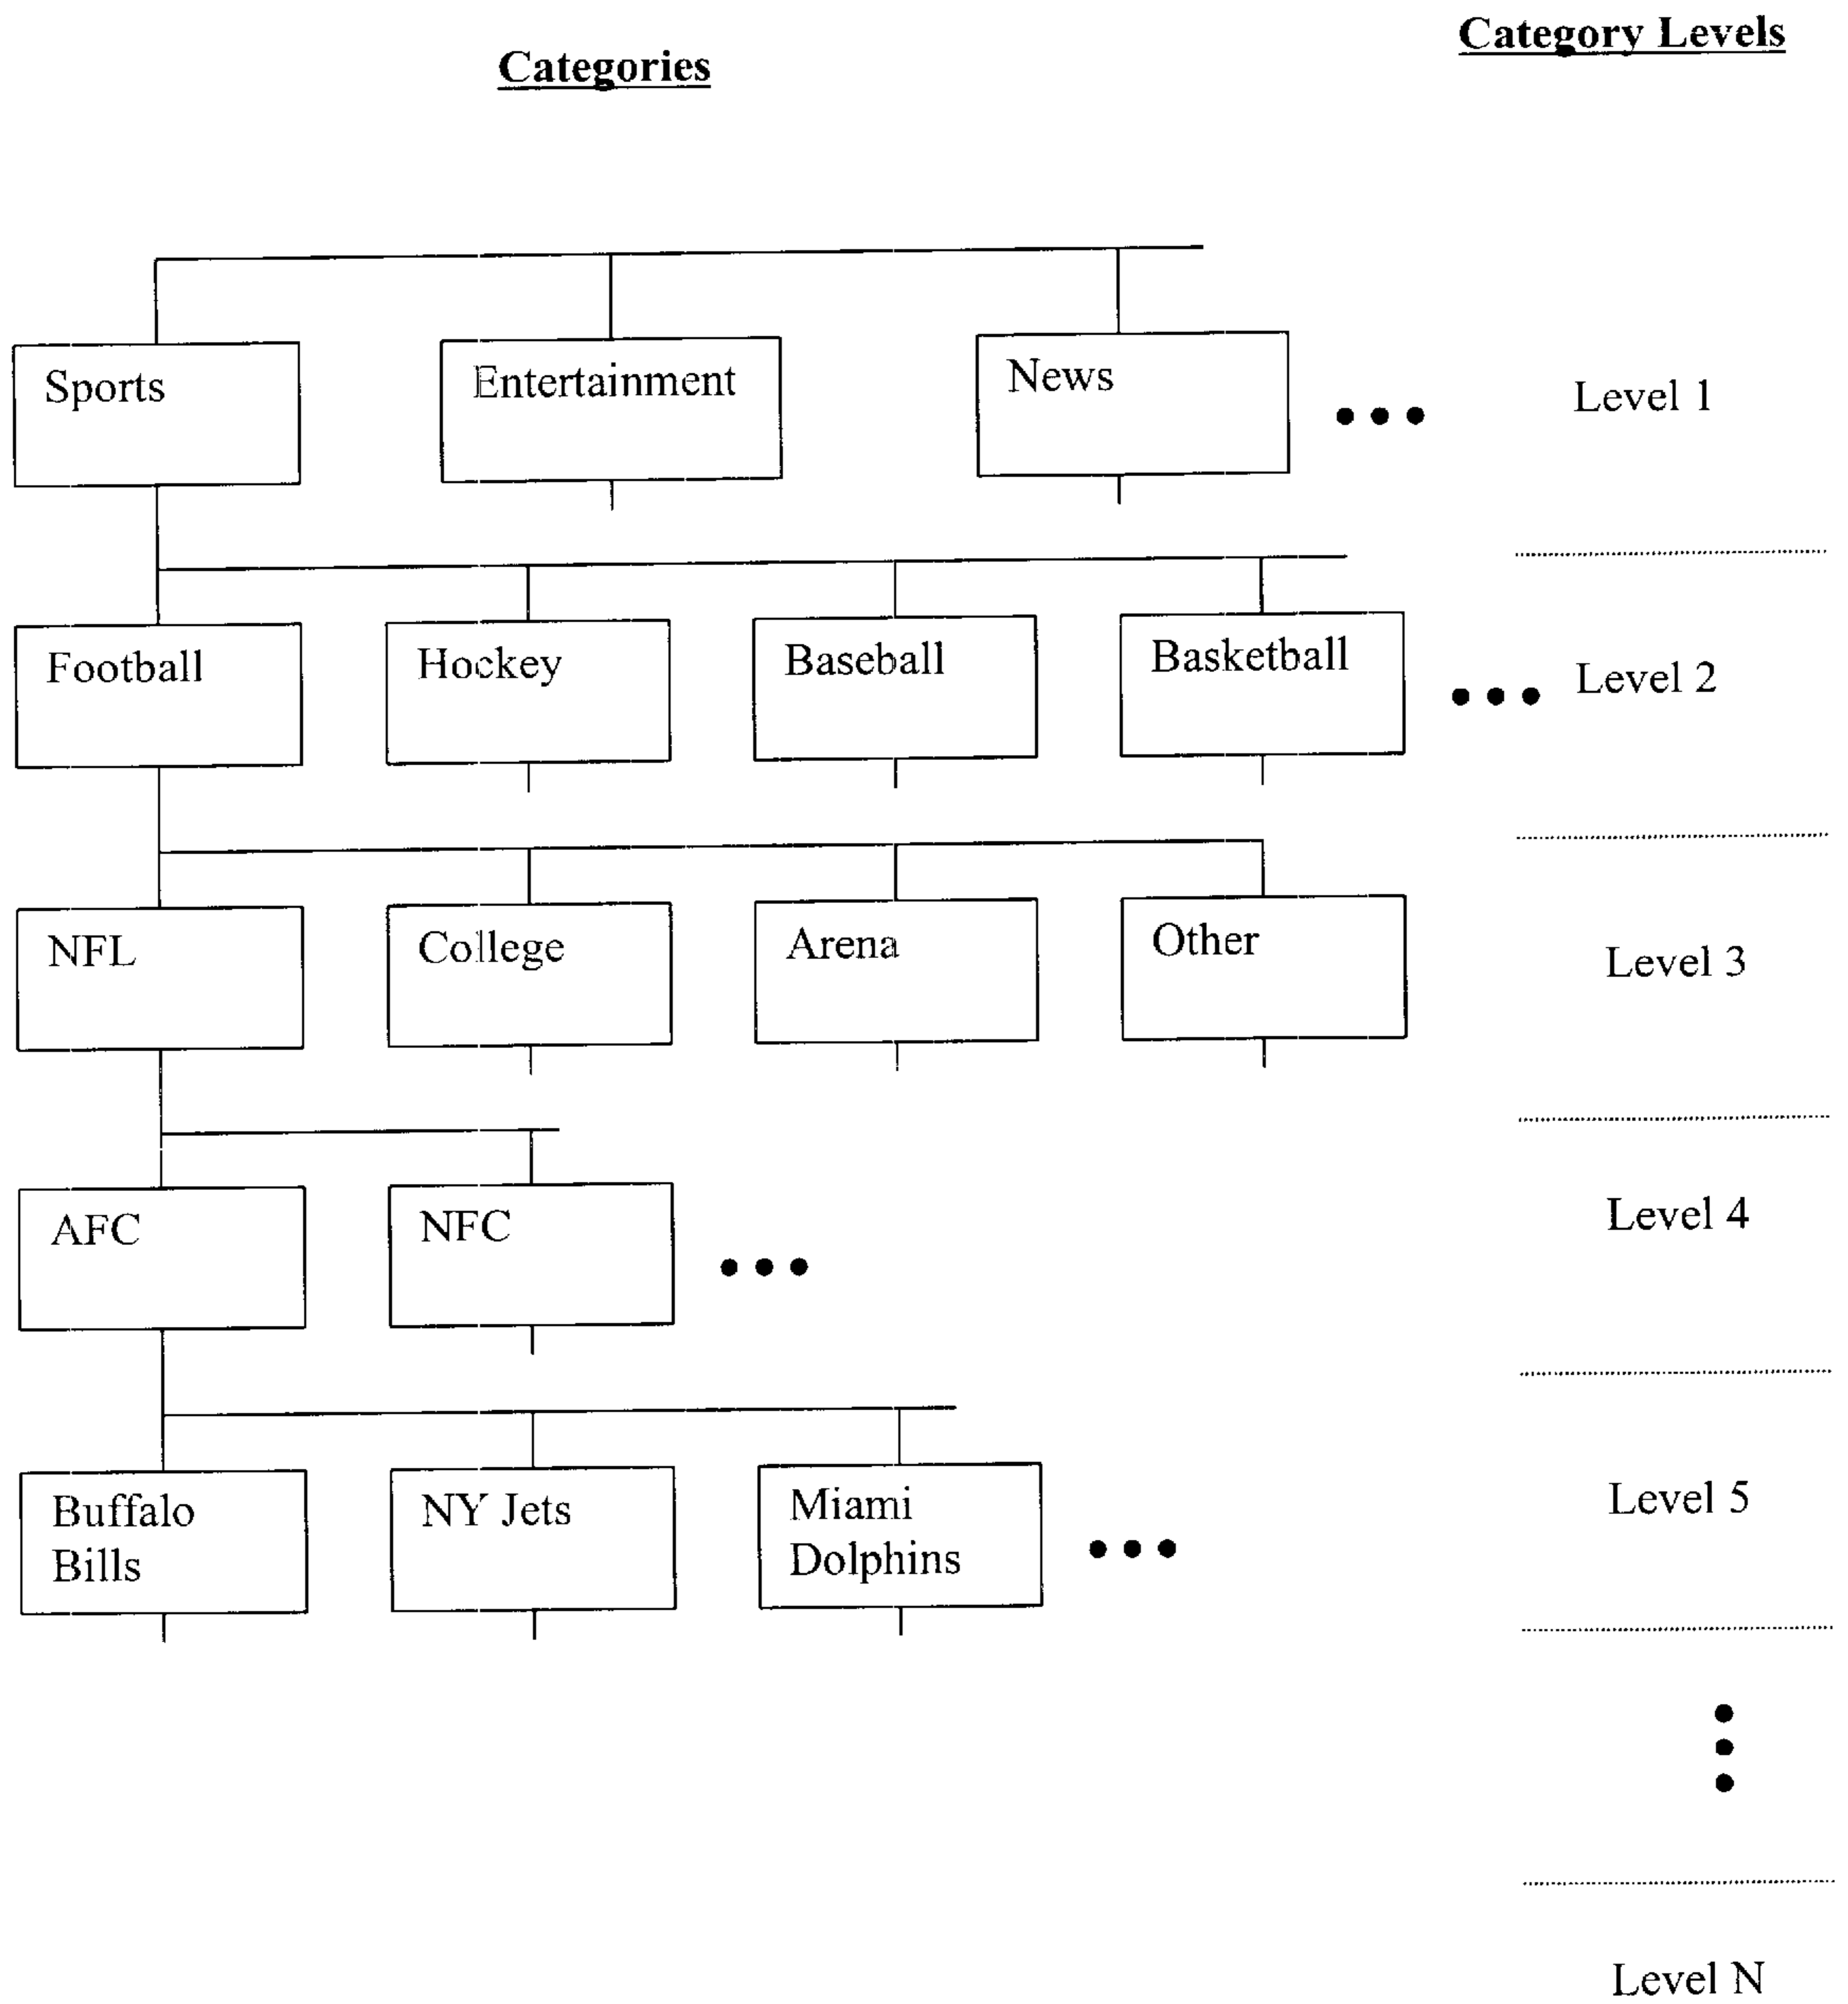 Categories
Category Levels
Sports
Entertainment
News
Level 1
Football
Hockey
Baseball
Basketball
Level 2
NFL
College
Arena
Other
Level 3
AFC
NFC
Level 4
Buffalo
Bills
NY Jets
Miami
Dolphins
Level 5
Level N